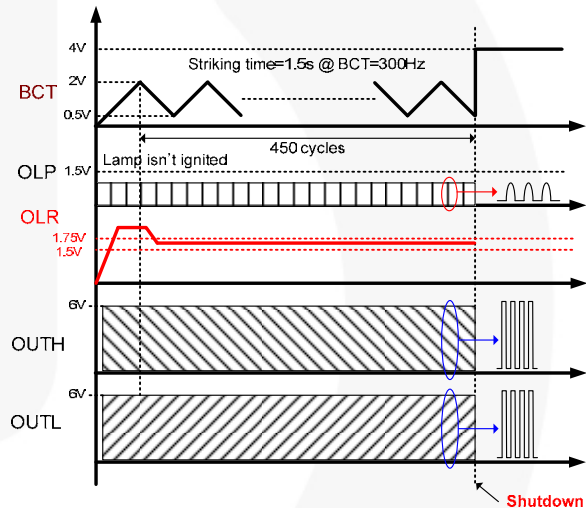 4V
Striking time=1.5s @ BCT=300Hz
BCT
2V
0.5V
450 cycles
Lamp isn't ignited
OLP
1.5V
OLR
1.75V
1.5V
6V
OUTH
6V
OUTL
Shutdown